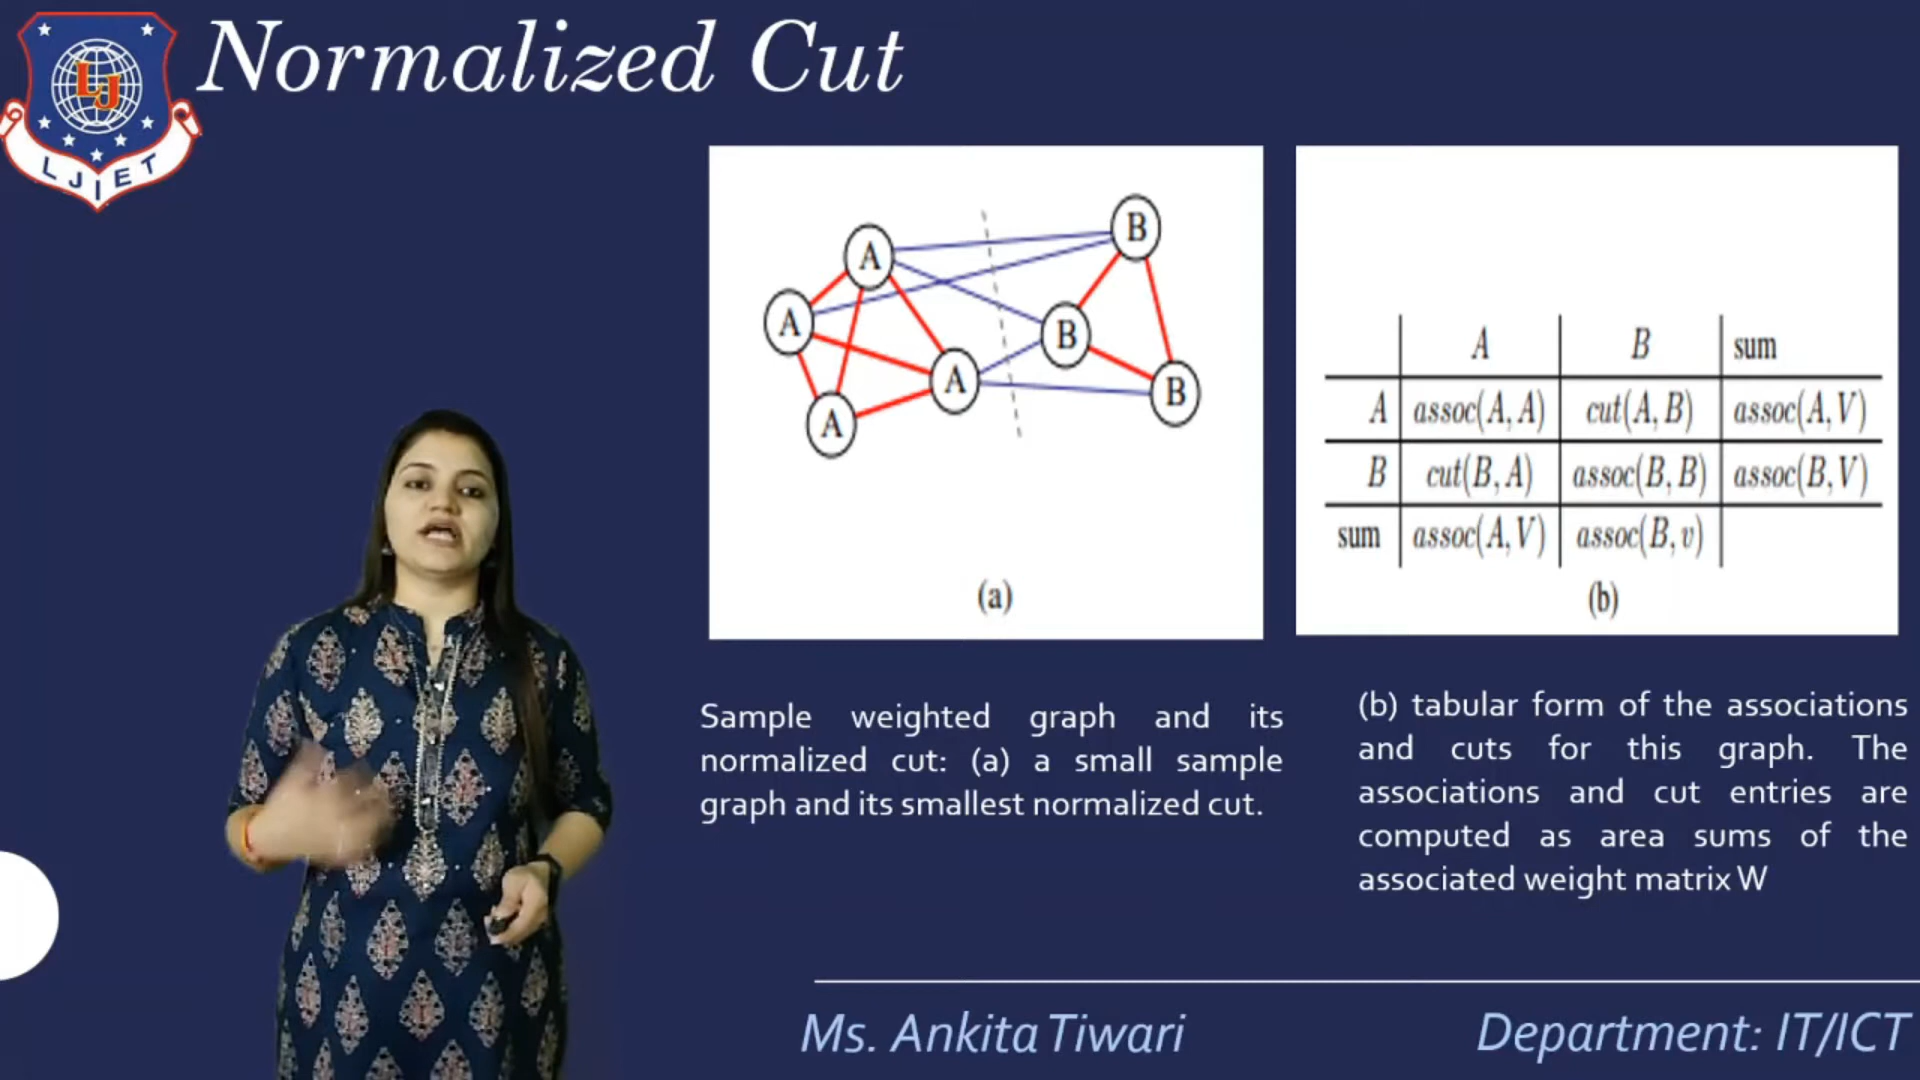 Normalized Cut
LJ
LJIET
A
A
A
A
B
B
B
(a)
A B sum
A assoc(A, A) cut(A, B) assoc(A, V)
B cut(B, A) assoc(B, B) assoc(B, V)
sum assoc(A, V) assoc(B, v)
(b)
Sample weighted graph and its
normalized cut: (a) a small sample
graph and its smallest normalized cut.
(b) tabular form of the associations
and cuts for this graph. The
associations and cut entries are
computed as area sums of the
associated weight matrix W
Ms. Ankita Tiwari
Department: IT/ICT